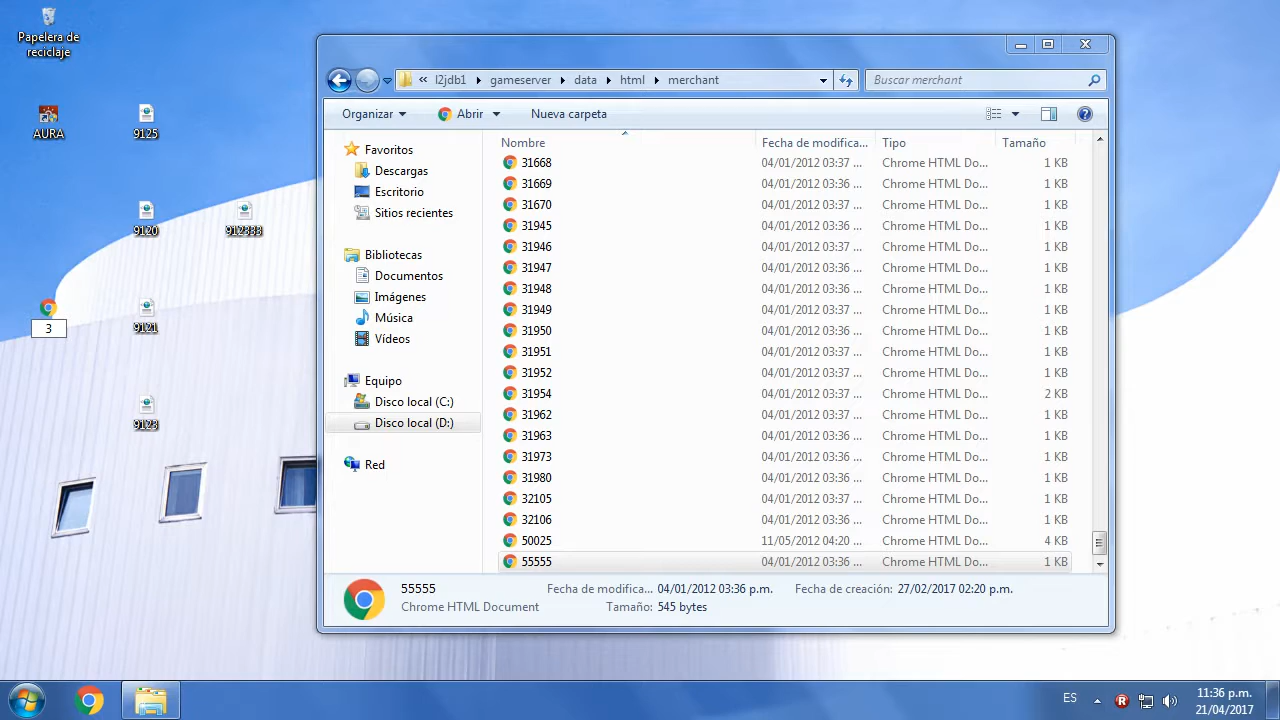 Papelera de
reciclaje
AURA
9125
9120
912333
3
9121
9123
l2jdb1 gameserver data html merchant
Buscar merchant
Organizar Abrir Nueva carpeta
Favoritos
Descargas
Escritorio
Sitios recientes
Bibliotecas
Documentos
Imágenes
Música
Vídeos
Equipo
Disco local (C:)
Disco local (D:)
Red
Nombre Fecha de modifica... Tipo Tamaño
31668 04/01/2012 03:37 ... Chrome HTML Do... 1 KB
31669 04/01/2012 03:36 ... Chrome HTML Do... 1 KB
31670 04/01/2012 03:37 ... Chrome HTML Do... 1 KB
31945 04/01/2012 03:36 ... Chrome HTML Do... 1 KB
31946 04/01/2012 03:37 ... Chrome HTML Do... 1 KB
31947 04/01/2012 03:36 ... Chrome HTML Do... 1 KB
31948 04/01/2012 03:36 ... Chrome HTML Do... 1 KB
31949 04/01/2012 03:37 ... Chrome HTML Do... 1 KB
31950 04/01/2012 03:36 ... Chrome HTML Do... 1 KB
31951 04/01/2012 03:37 ... Chrome HTML Do... 1 KB
31952 04/01/2012 03:37 ... Chrome HTML Do... 1 KB
31954 04/01/2012 03:37 ... Chrome HTML Do... 2 KB
31962 04/01/2012 03:36 ... Chrome HTML Do... 1 KB
31963 04/01/2012 03:36 ... Chrome HTML Do... 1 KB
31973 04/01/2012 03:36 ... Chrome HTML Do... 1 KB
31980 04/01/2012 03:36 ... Chrome HTML Do... 1 KB
32105 04/01/2012 03:37 ... Chrome HTML Do... 1 KB
32106 04/01/2012 03:36 ... Chrome HTML Do... 1 KB
50025 11/05/2012 04:20 ... Chrome HTML Do... 4 KB
55555 04/01/2012 03:36 ... Chrome HTML Do... 1 KB
55555 Fecha de modifica... 04/01/2012 03:36 p.m. Fecha de creación: 27/02/2017 02:20 p.m.
Chrome HTML Document Tamaño: 545 bytes
ES
11:36 p.m.
21/04/2017